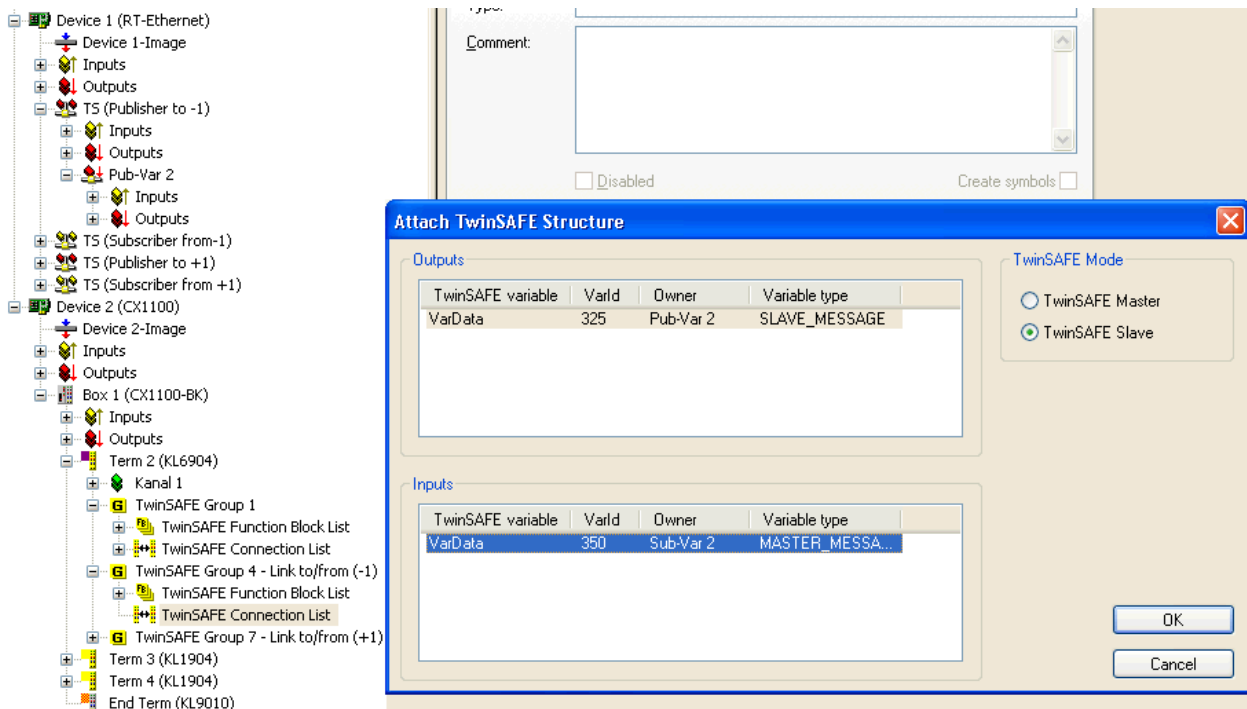 Device 1 (RT-Ethernet)
Device 1-Image
Inputs
Outputs
TS (Publisher to -1)
Inputs
Outputs
Pub-Var 2
Inputs
Outputs
TS (Subscriber from-1)
TS (Publisher to +1)
TS (Subscriber from +1)
Device 2 (CX1100)
Device 2-Image
Inputs
Outputs
Box 1 (CX1100-BK)
Inputs
Outputs
Term 2 (KL6904)
Kanal 1
G TwinSAFE Group 1
TwinSAFE Function Block List
TwinSAFE Connection List
G TwinSAFE Group 4 - Link to/from (-1)
TwinSAFE Function Block List
TwinSAFE Connection List
G TwinSAFE Group 7 - Link to/from (+1)
Term 3 (KL1904)
Term 4 (KL1904)
End Term (KL9010)
Type:
Comment:
Disabled
Create symbols
Attach TwinSAFE Structure
Outputs
TwinSAFE variable VarId Owner Variable type
VarData 325 Pub-Var 2 SLAVE_MESSAGE
Inputs
TwinSAFE variable VarId Owner Variable type
VarData 350 Sub-Var 2 MASTER_MESSA...
TwinSAFE Mode
TwinSAFE Master
TwinSAFE Slave
OK
Cancel